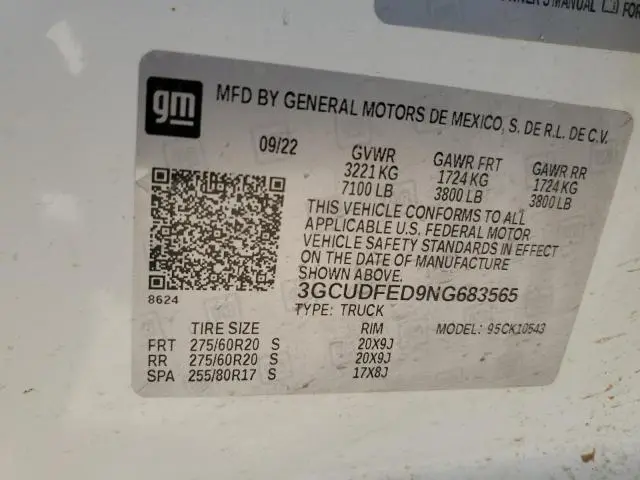 OWNER'S MANUAL FOR
gm
MFD BY GENERAL MOTORS DE MEXICO, S. DE R.L. DE C.V.
09/22 GVWR GAWR FRT GAWR RR
3221 KG 1724 KG 1724 KG
7100 LB 3800 LB 3800 LB
THIS VEHICLE CONFORMS TO ALL
APPLICABLE U.S. FEDERAL MOTOR
VEHICLE SAFETY STANDARDS IN EFFECT
ON THE DATE OF MANUFACTURE
SHOWN ABOVE.
8624
3GCUDFED9NG683565
TYPE: TRUCK
TIRE SIZE RIM MODEL: 95CK10543
FRT 275/60R20 S 20X9J
RR 275/60R20 S 20X9J
SPA 255/80R17 S 17X8J